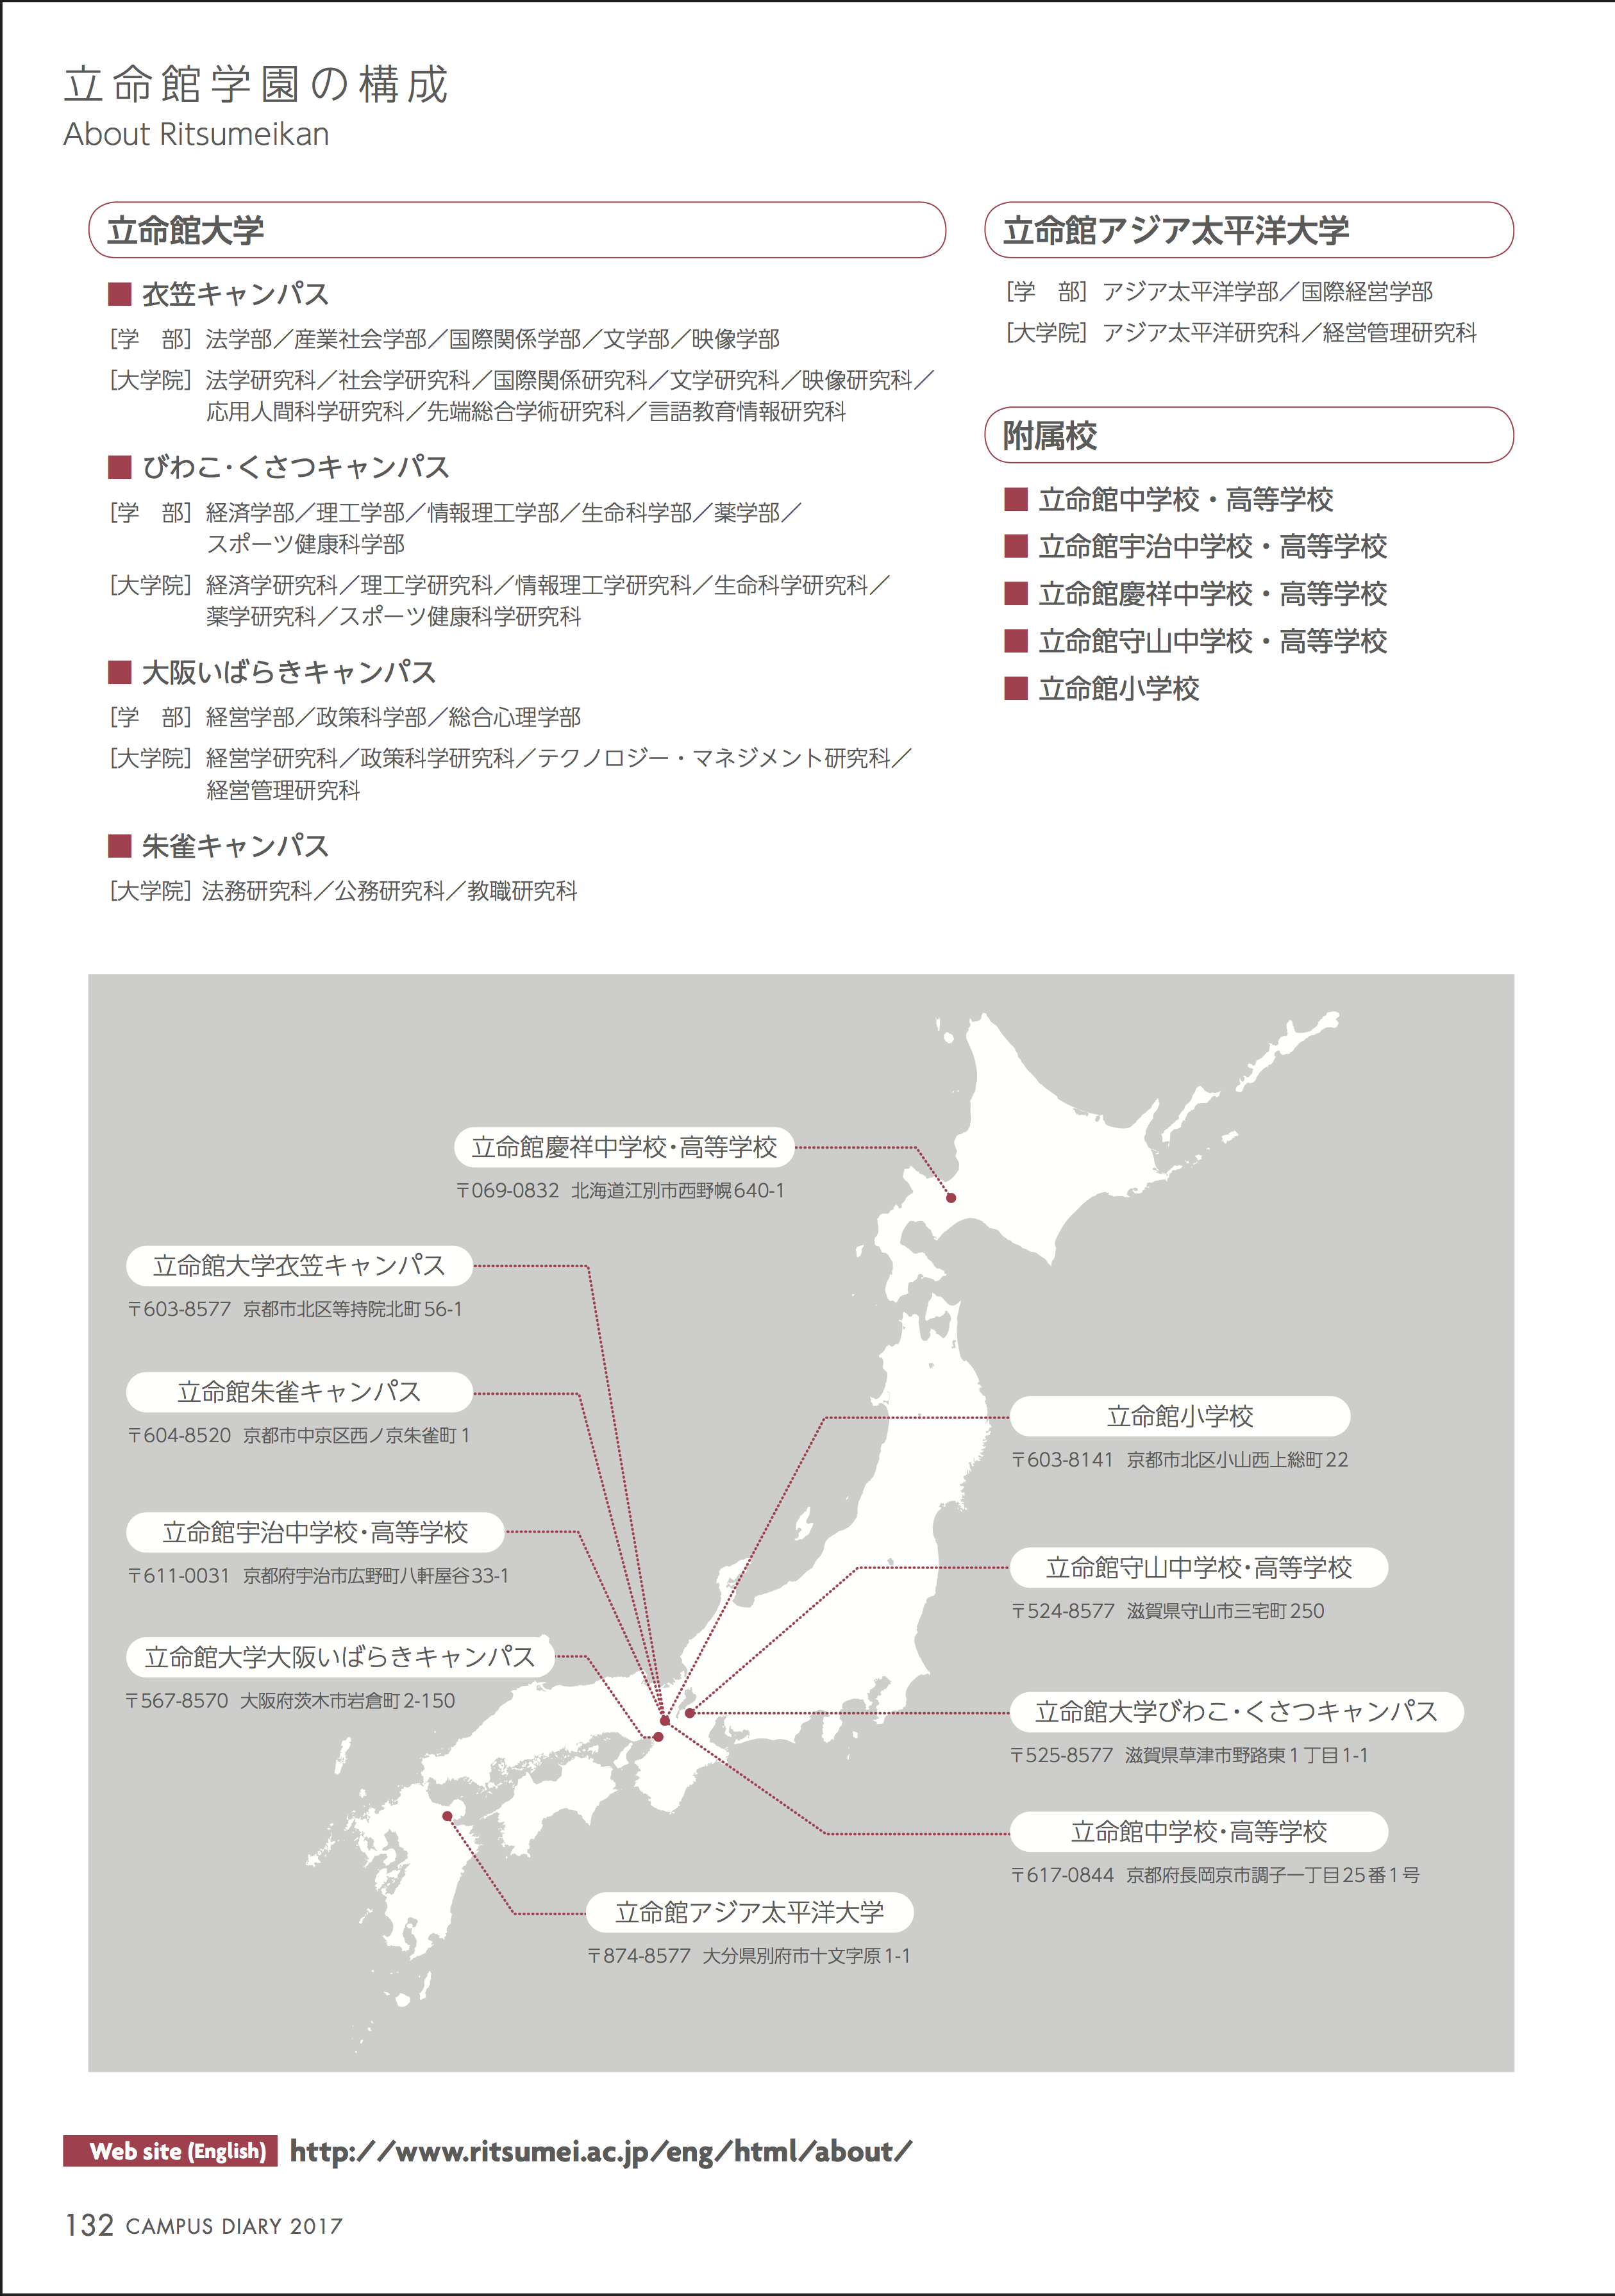 立命館学園の構成
About Ritsumeikan
立命館大学
■ 衣笠キャンパス
[学　部] 法学部／産業社会学部／国際関係学部／文学部／映像学部
[大学院] 法学研究科／社会学研究科／国際関係研究科／文学研究科／映像研究科／
応用人間科学研究科／先端総合学術研究科／言語教育情報研究科
■ びわこ・くさつキャンパス
[学　部] 経済学部／理工学部／情報理工学部／生命科学部／薬学部／
スポーツ健康科学部
[大学院] 経済学研究科／理工学研究科／情報理工学研究科／生命科学研究科／
薬学研究科／スポーツ健康科学研究科
■ 大阪いばらきキャンパス
[学　部] 経営学部／政策科学部／総合心理学部
[大学院] 経営学研究科／政策科学研究科／テクノロジー・マネジメント研究科／
経営管理研究科
■ 朱雀キャンパス
[大学院] 法務研究科／公務研究科／教職研究科
立命館アジア太平洋大学
[学　部] アジア太平洋学部／国際経営学部
[大学院] アジア太平洋研究科／経営管理研究科
附属校
■ 立命館中学校・高等学校
■ 立命館宇治中学校・高等学校
■ 立命館慶祥中学校・高等学校
■ 立命館守山中学校・高等学校
■ 立命館小学校
立命館慶祥中学校・高等学校
〒069-0832 北海道江別市西野幌640-1
立命館大学衣笠キャンパス
〒603-8577 京都市北区等持院北町56-1
立命館朱雀キャンパス
〒604-8520 京都市中京区西ノ京朱雀町1
立命館宇治中学校・高等学校
〒611-0031 京都府宇治市広野町八軒屋谷33-1
立命館大学大阪いばらきキャンパス
〒567-8570 大阪府茨木市岩倉町2-150
立命館小学校
〒603-8141 京都市北区小山西上総町22
立命館守山中学校・高等学校
〒524-8577 滋賀県守山市三宅町250
立命館大学びわこ・くさつキャンパス
〒525-8577 滋賀県草津市野路東1丁目1-1
立命館中学校・高等学校
〒617-0844 京都府長岡京市調子一丁目25番1号
立命館アジア太平洋大学
〒874-8577 大分県別府市十文字原1-1
Web site (English) http://www.ritsumei.ac.jp/eng/html/about/
132 CAMPUS DIARY 2017